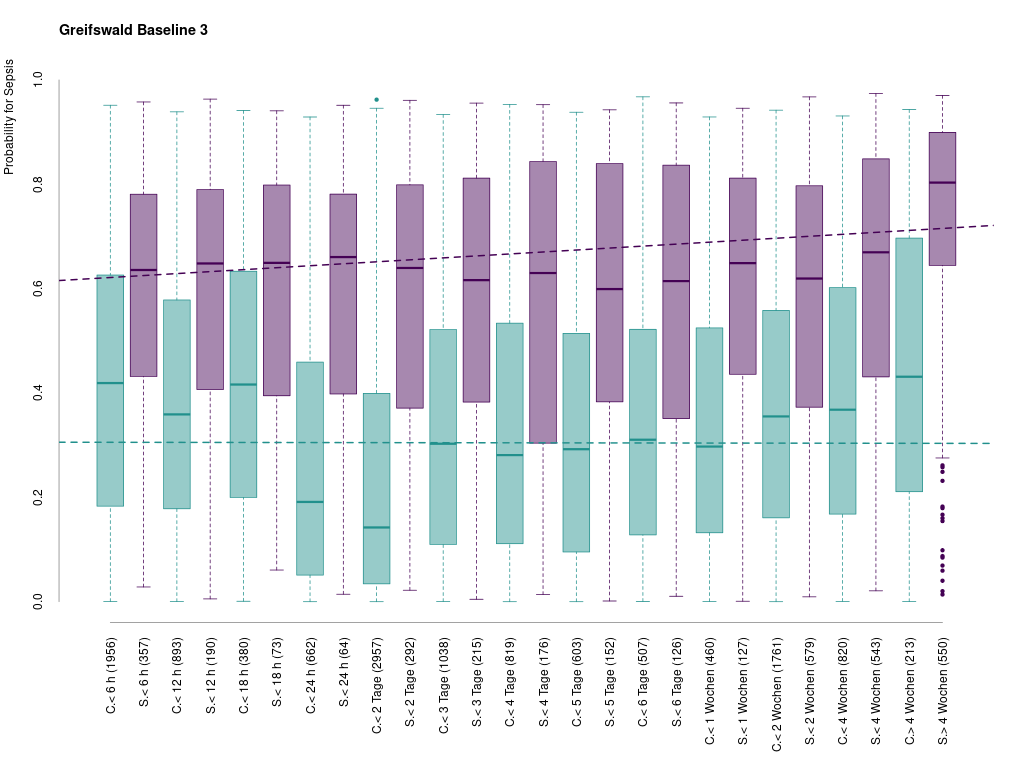 Greifswald Baseline 3
Probability for Sepsis
1.0
0.8
0.6
0.4
0.2
0.0
C.< 6 h (1956)
S.< 6 h (357)
C.< 12 h (893)
S.< 12 h (190)
C.< 18 h (380)
S.< 18 h (73)
C.< 24 h (662)
S.< 24 h (64)
C.< 2 Tage (2957)
S.< 2 Tage (292)
C.< 3 Tage (1038)
S.< 3 Tage (215)
C.< 4 Tage (819)
S.< 4 Tage (176)
C.< 5 Tage (603)
S.< 5 Tage (152)
C.< 6 Tage (507)
S.< 6 Tage (126)
C.< 1 Wochen (460)
S.< 1 Wochen (127)
C.< 2 Wochen (1761)
S.< 2 Wochen (579)
C.< 4 Wochen (820)
S.< 4 Wochen (543)
C.> 4 Wochen (213)
S.> 4 Wochen (550)